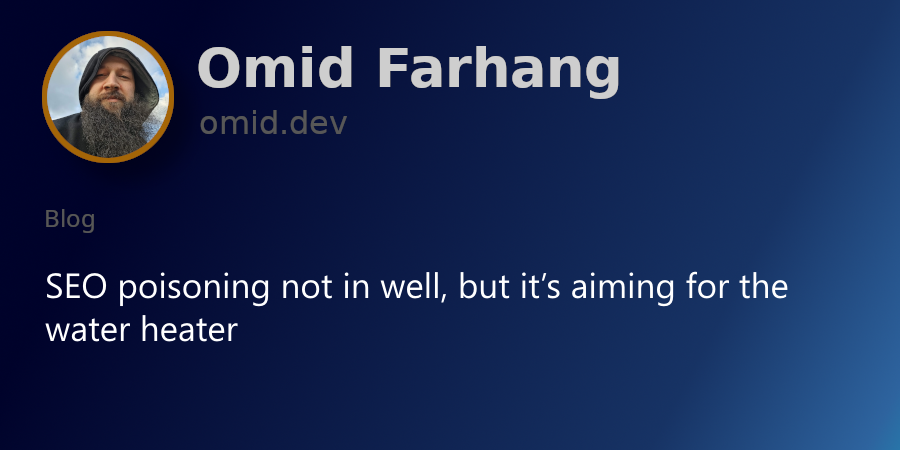 Omid Farhang
omid.dev
Blog
SEO poisoning not in well, but it’s aiming for the
water heater